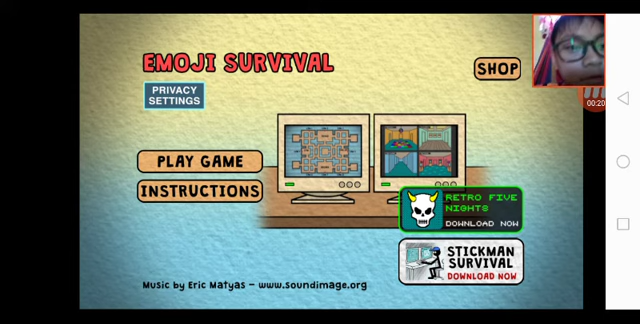 EMOJI SURVIVAL
SHOP
PRIVACY
SETTINGS
00:20
PLAY GAME
INSTRUCTIONS
RETRO FIVE
NIGHTS
DOWNLOAD NOW
STICKMAN
SURVIVAL
DOWNLOAD NOW
Music by Eric Matyas – www.soundimage.org